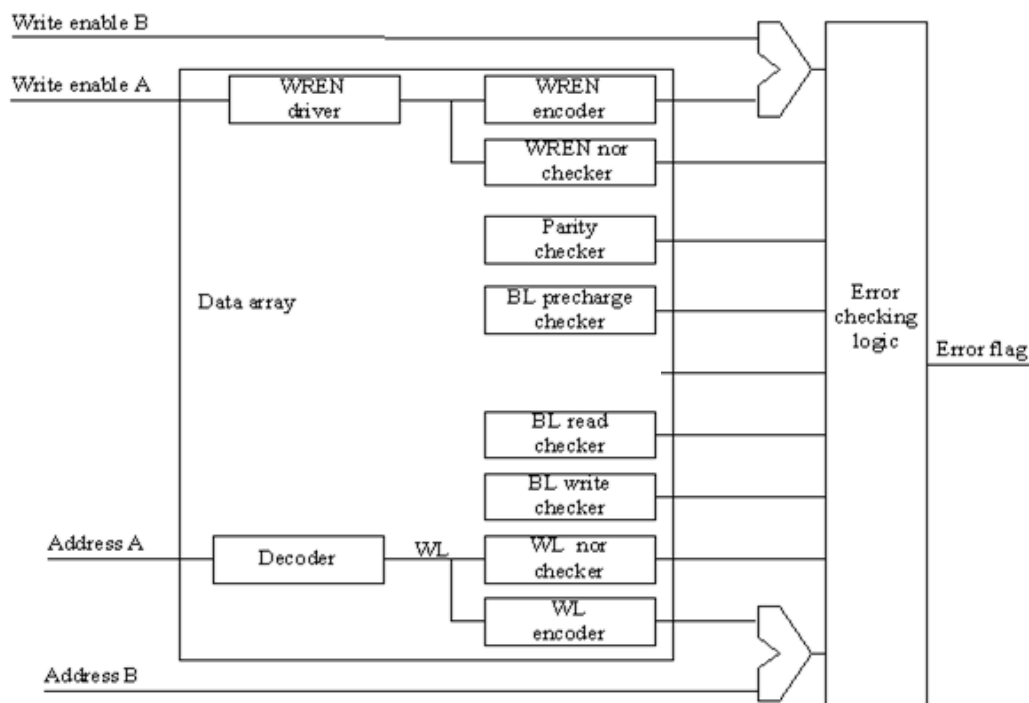 Write enable B
Write enable A
WREN
driver
WREN
encoder
WREN nor
checker
Parity
checker
Data array
BL precharge
checker
Error
checking
logic
Error flag
BL read
checker
BL write
checker
Address A
Decoder
WL
WL nor
checker
WL
encoder
Address B